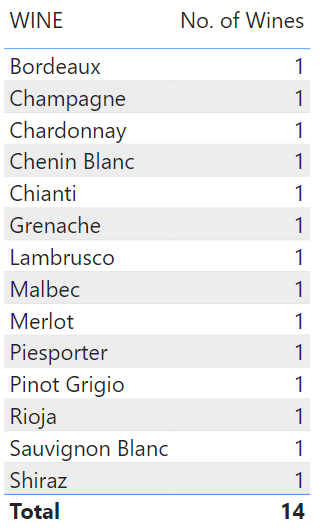 WINE No. of Wines
Bordeaux 1
Champagne 1
Chardonnay 1
Chenin Blanc 1
Chianti 1
Grenache 1
Lambrusco 1
Malbec 1
Merlot 1
Piesporter 1
Pinot Grigio 1
Rioja 1
Sauvignon Blanc 1
Shiraz 1
Total 14